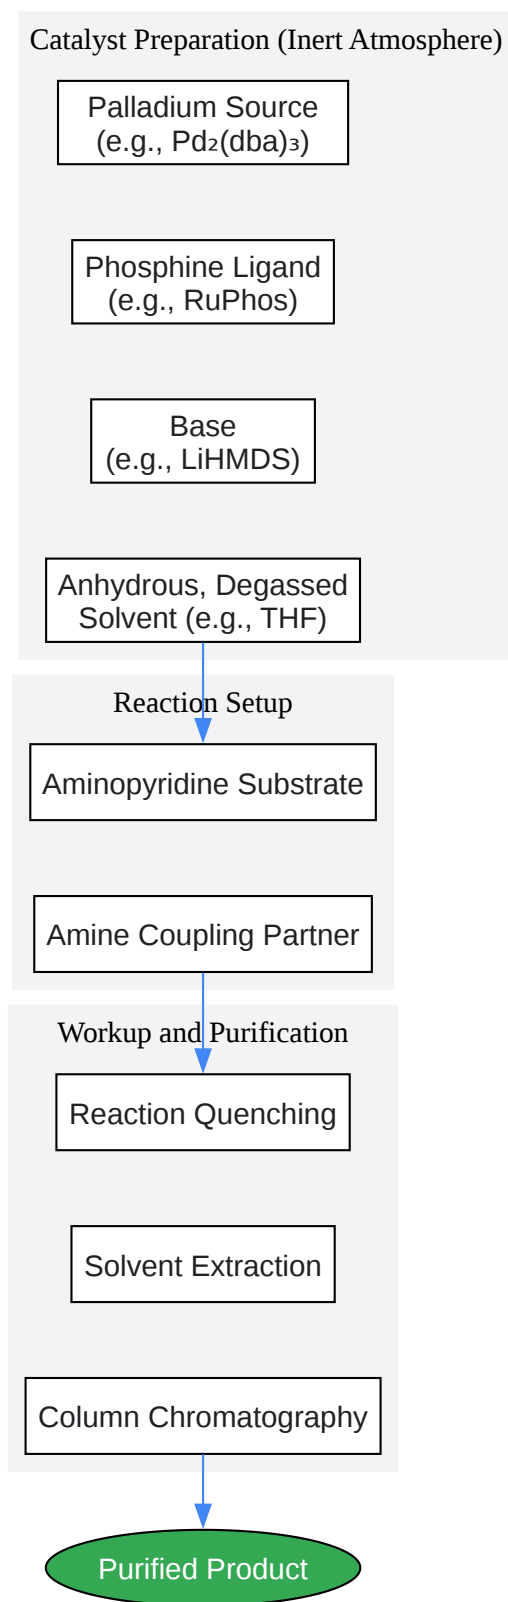 Catalyst Preparation (Inert Atmosphere)
Palladium Source
(e.g., Pd₂(dba)₃)
Phosphine Ligand
(e.g., RuPhos)
Base
(e.g., LiHMDS)
Anhydrous, Degassed
Solvent (e.g., THF)
Reaction Setup
Aminopyridine Substrate
Amine Coupling Partner
Workup and Purification
Reaction Quenching
Solvent Extraction
Column Chromatography
Purified Product